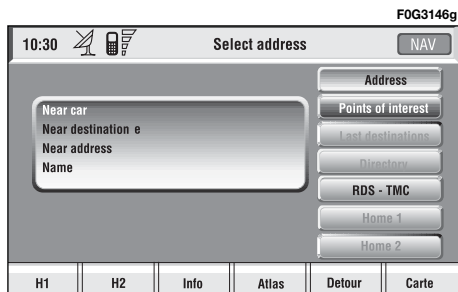 F0G3146g
10:30 Select address NAV
Address
Near car
Near destination e
Near address
Name
Points of interest
Last destinations
Directory
RDS - TMC
Home 1
Home 2
H1 H2 Info Atlas Detour Carte